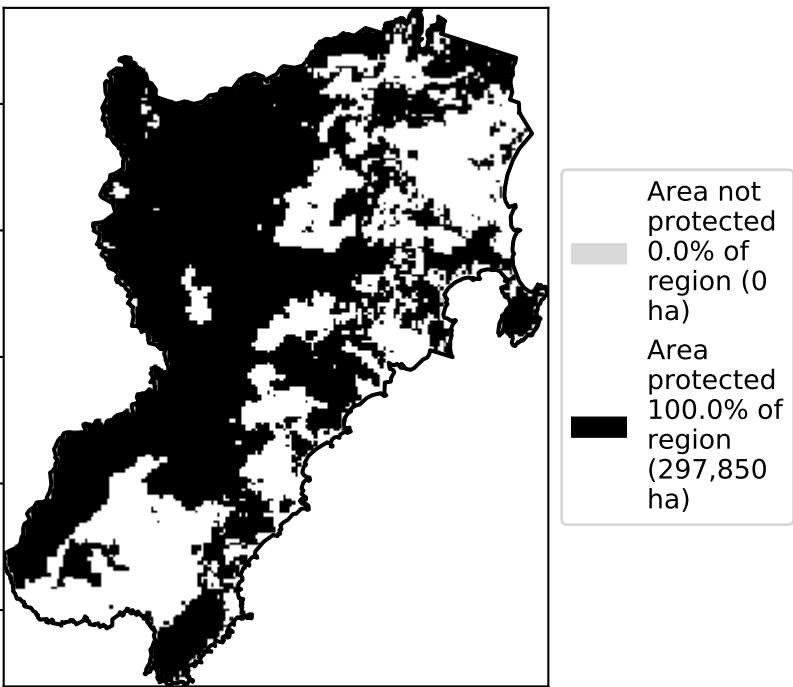 Area not
protected
0.0% of
region (0
ha)
Area
protected
100.0% of
region
(297,850
ha)